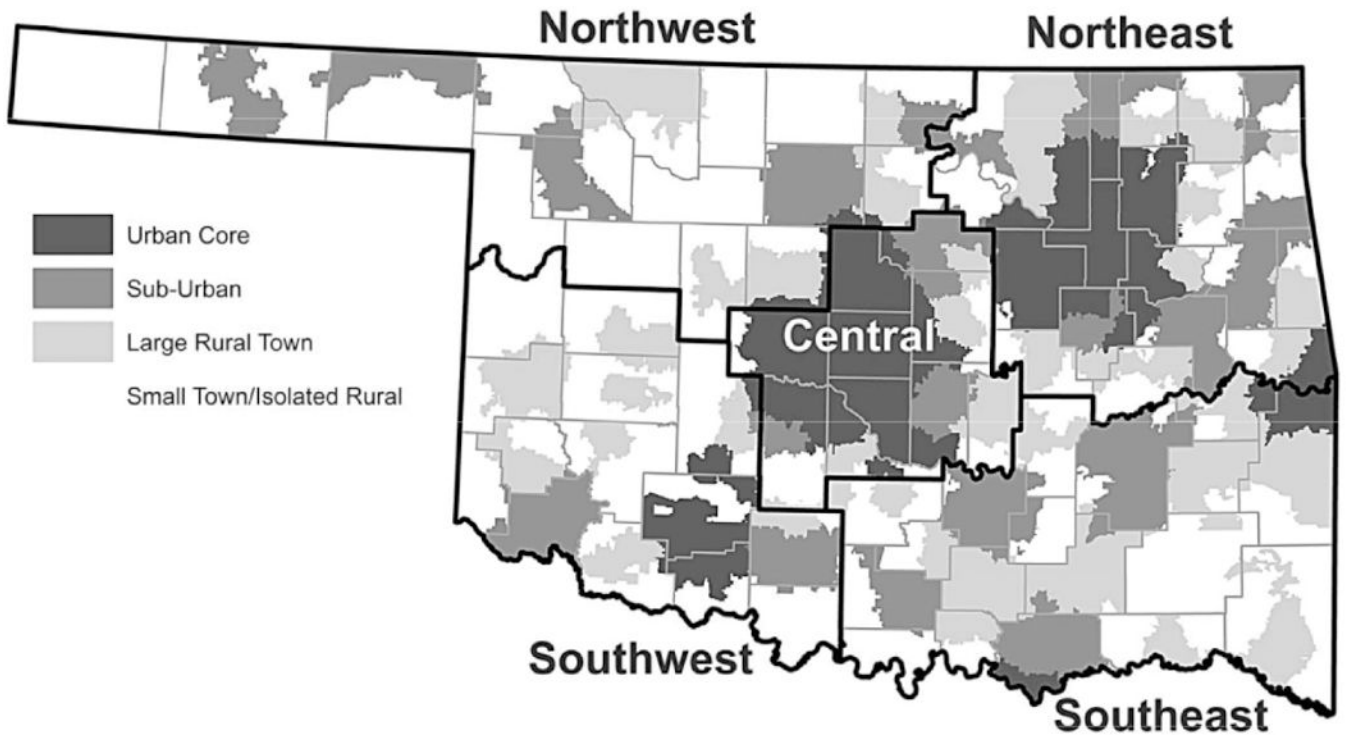 Northwest
Northeast
Urban Core
Sub-Urban
Large Rural Town
Small Town/Isolated Rural
Central
Southwest
Southeast